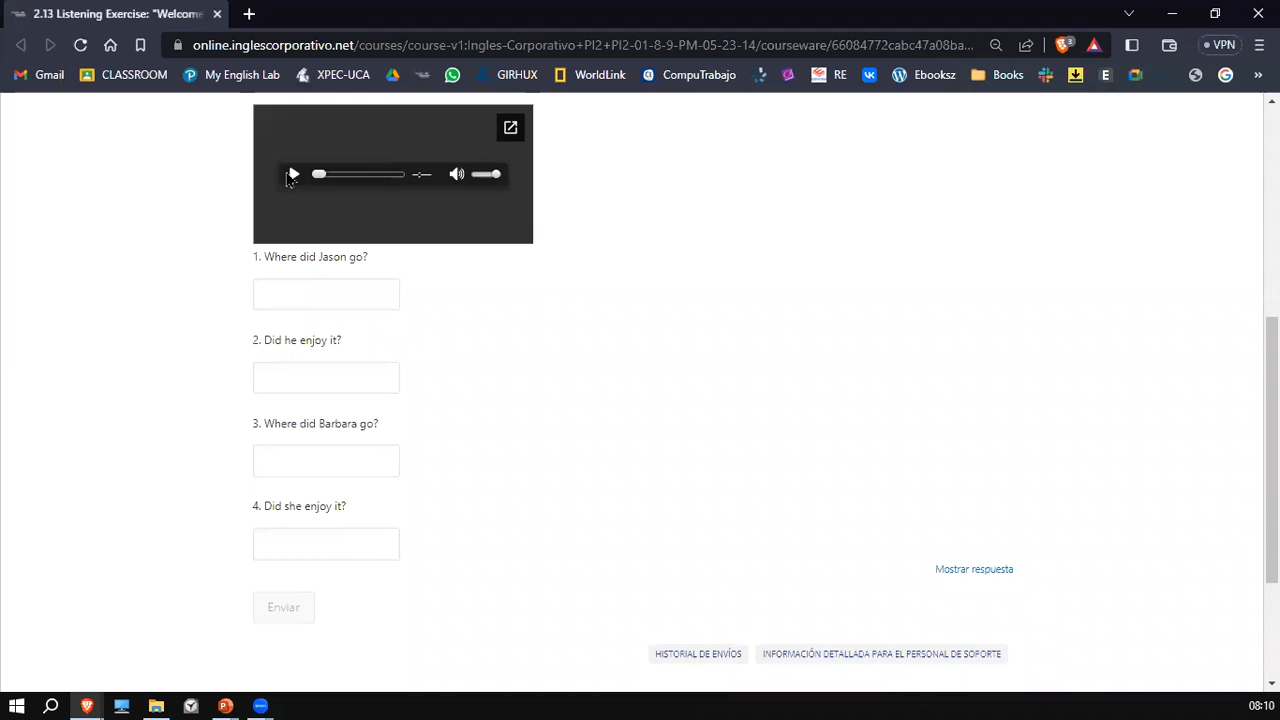 2.13 Listening Exercise: "Welcome
online.inglescorporativo.net/courses/course-v1:Ingles-Corporativo+PI2+PI2-01-8-9-PM-05-23-14/courseware/66084772cabc47a08ba...
3
VPN
Gmail
CLASSROOM
My English Lab
XPEC-UCA
GIRHUX
WorldLink
CompuTrabajo
RE
Ebooksz
Books
E
1. Where did Jason go?
2. Did he enjoy it?
3. Where did Barbara go?
4. Did she enjoy it?
Mostrar respuesta
Enviar
HISTORIAL DE ENVÍOS
INFORMACIÓN DETALLADA PARA EL PERSONAL DE SOPORTE
08:10